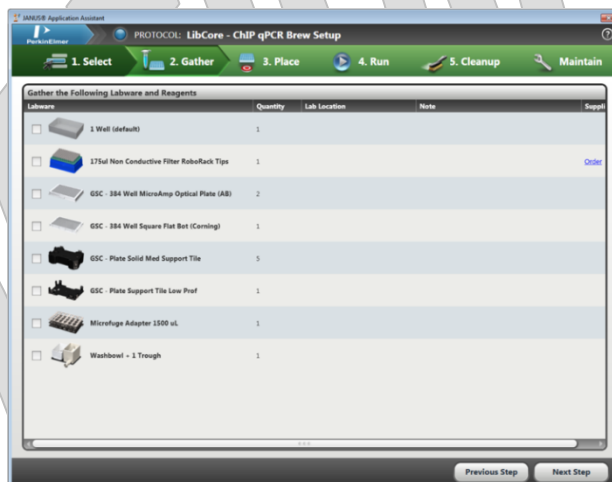 JANUS® Application Assistant
PerkinElmer
PROTOCOL: LibCore - ChIP qPCR Brew Setup
1. Select
2. Gather
3. Place
4. Run
5. Cleanup
Maintain
Gather the Following Labware and Reagents
Labware Quantity Lab Location Note Suppli
1 Well (default) 1
175ul Non Conductive Filter RoboRack Tips 1 Order
GSC - 384 Well MicroAmp Optical Plate (AB) 2
GSC - 384 Well Square Flat Bot (Corning) 1
GSC - Plate Solid Med Support Tile 5
GSC - Plate Support Tile Low Prof 1
Microfuge Adapter 1500 uL 1
Washbowl - 1 Trough 1
Previous Step
Next Step